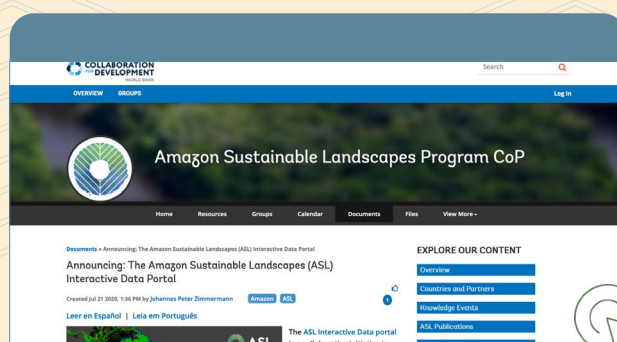 COLLABORATION
FOR DEVELOPMENT
WORLD BANK
Search
OVERVIEW GROUPS Log In
Amazon Sustainable Landscapes Program CoP
Home Resources Groups Calendar Documents Files View More
Documents » Announcing: The Amazon Sustainable Landscapes (ASL) Interactive Data Portal
Announcing: The Amazon Sustainable Landscapes (ASL)
Interactive Data Portal
Created Jul 21 2020, 1:36 PM by Johannes Peter Zimmermann Amazon ASL
1
Leer en Español | Leia em Português
ASL
The ASL Interactive Data portal
EXPLORE OUR CONTENT
Overview
Countries and Partners
Knowledge Events
ASL Publications